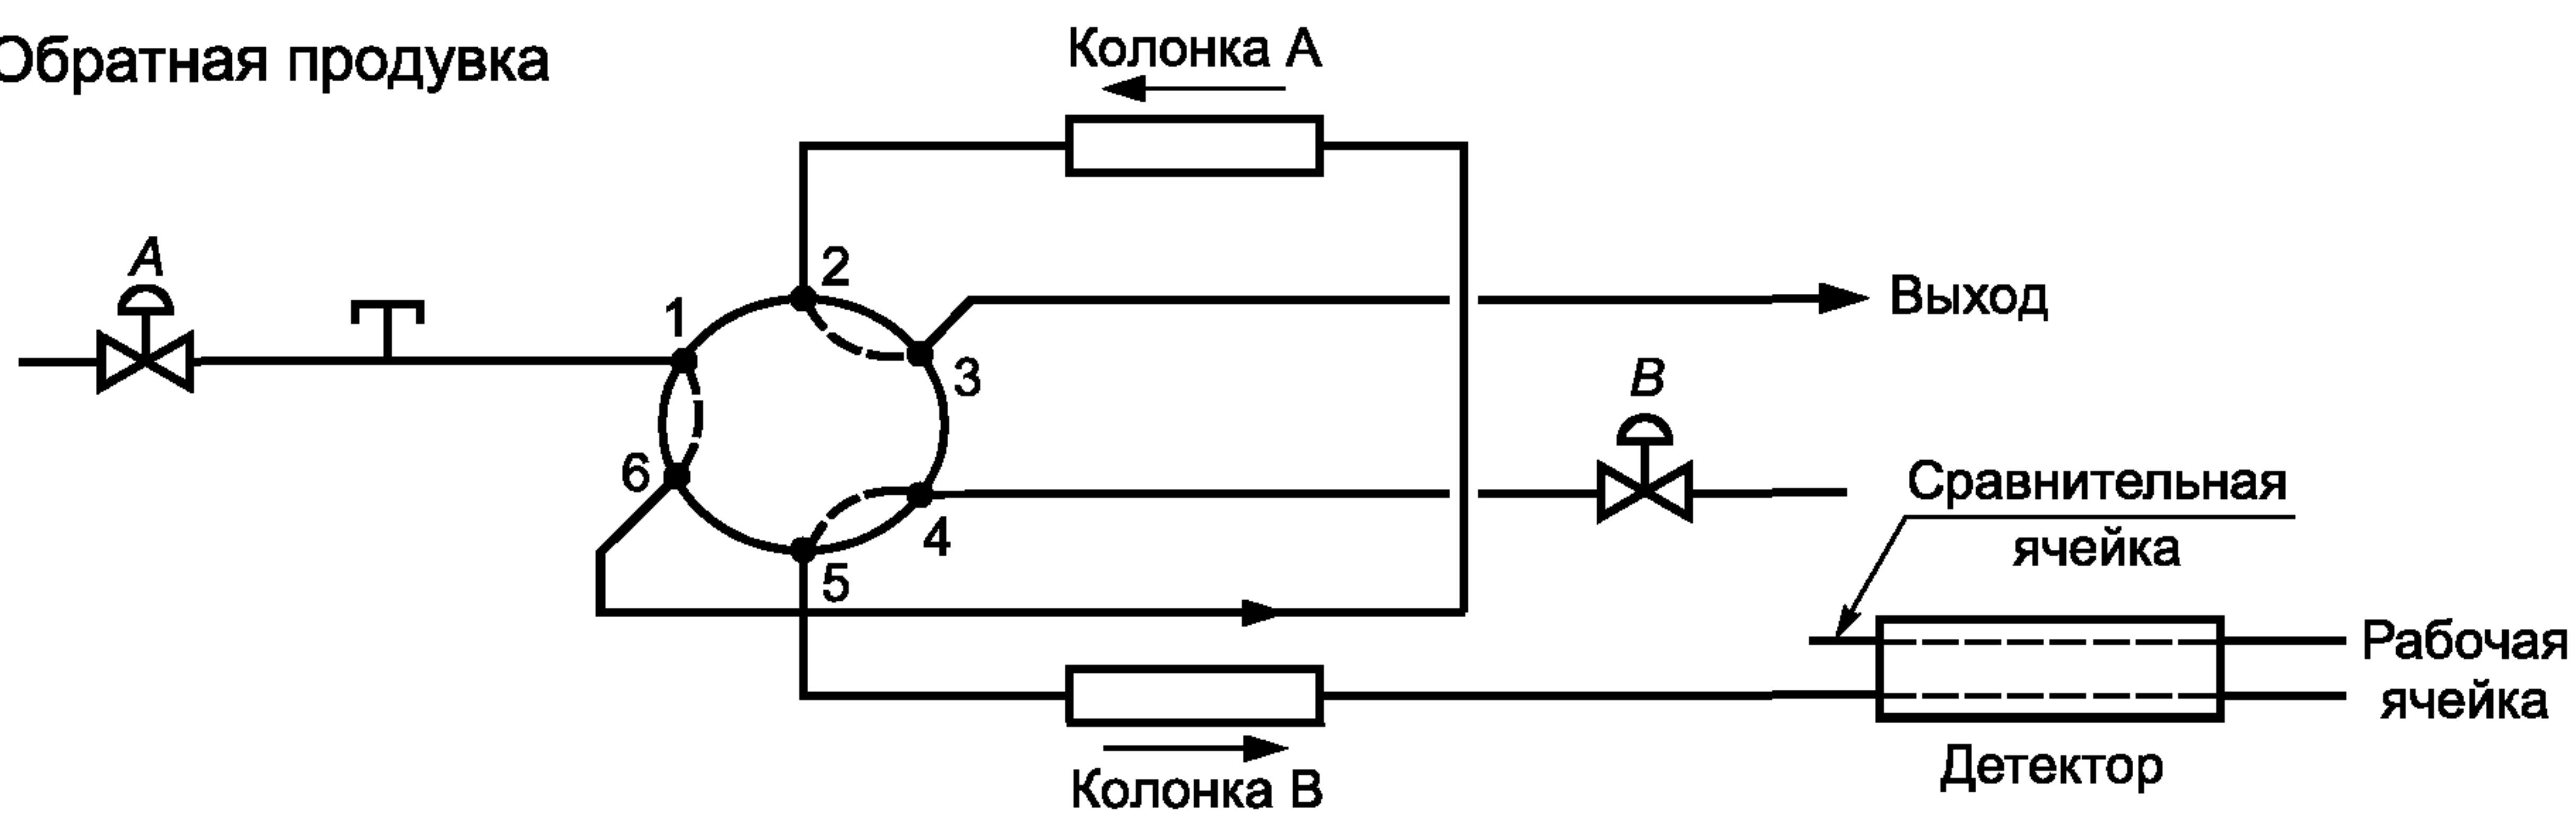 Обратная продувка
Колонка А
A
2
1
Выход
3
B
6
Сравнительная
ячейка
4
5
Рабочая
ячейка
Колонка В
Детектор